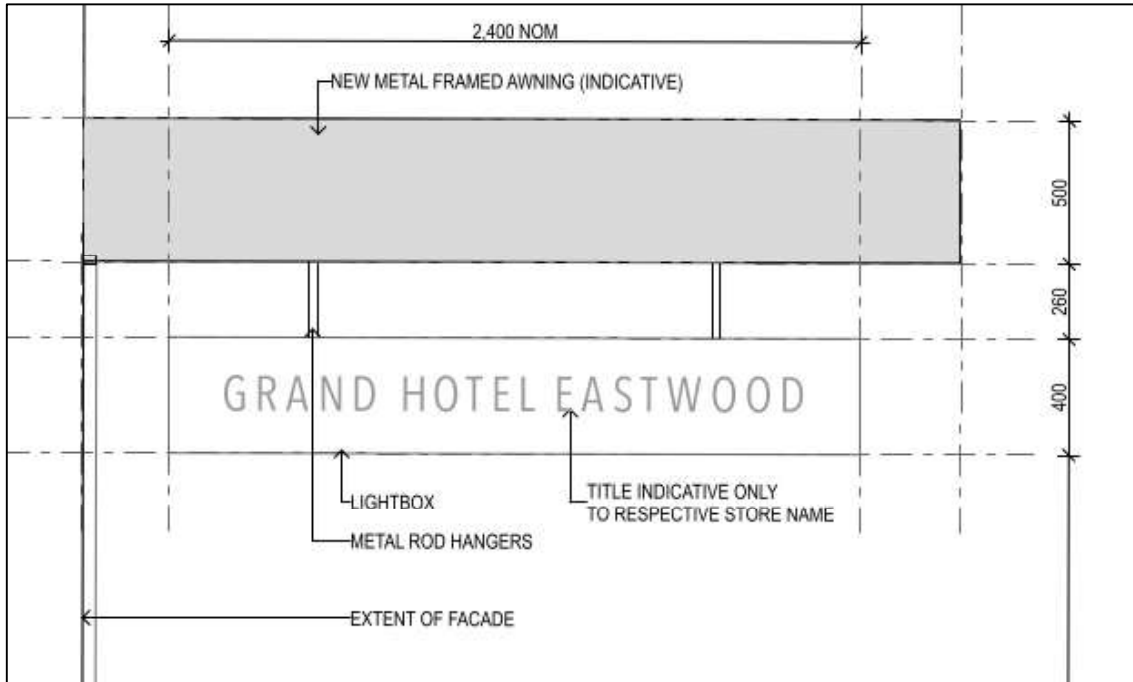 2,400 NOM
NEW METAL FRAMED AWNING (INDICATIVE)
500
260
GRAND HOTEL EASTWOOD
400
LIGHTBOX
TITLE INDICATIVE ONLY
TO RESPECTIVE STORE NAME
METAL ROD HANGERS
EXTENT OF FACADE